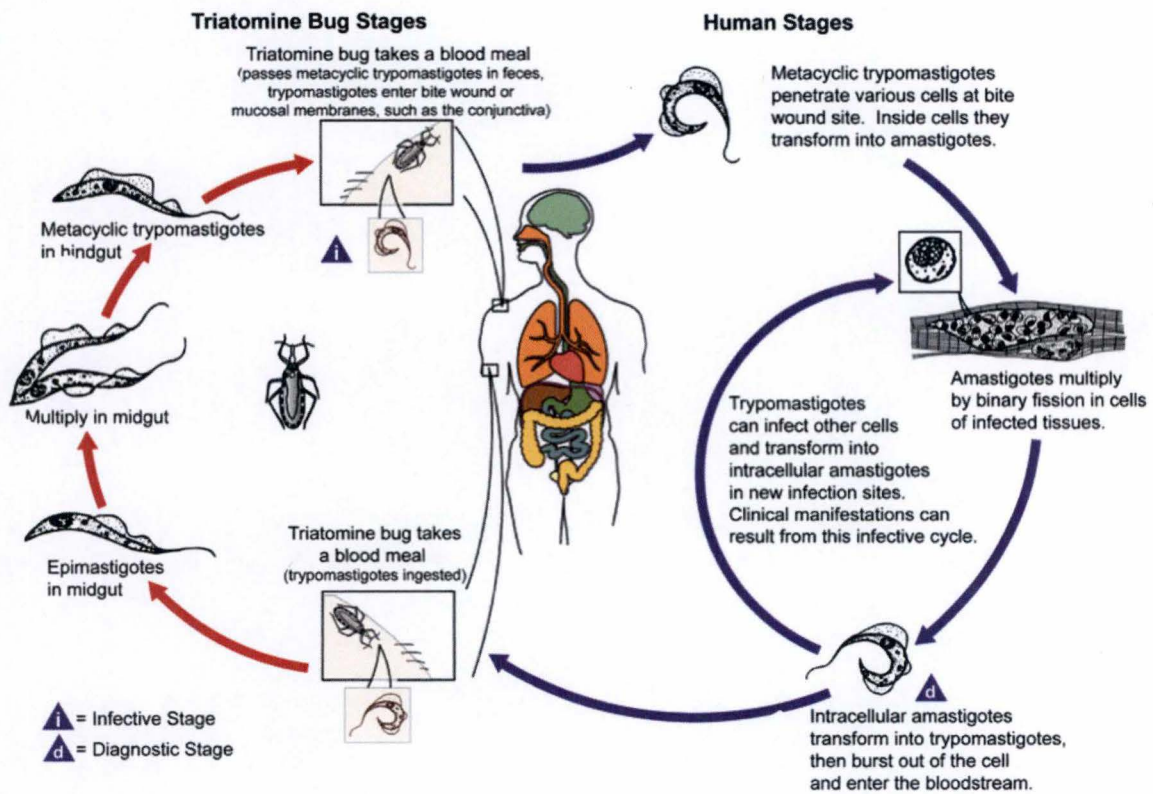 Triatomine Bug Stages
Human Stages
Triatomine bug takes a blood meal
(passes metacyclic trypomastigotes in feces,
trypomastigotes enter bite wound or
mucosal membranes, such as the conjunctiva)
i
Metacyclic trypomastigotes
penetrate various cells at bite
wound site. Inside cells they
transform into amastigotes.
Metacyclic trypomastigotes
in hindgut
Multiply in midgut
Amastigotes multiply
by binary fission in cells
of infected tissues.
Trypomastigotes
can infect other cells
and transform into
intracellular amastigotes
in new infection sites.
Clinical manifestations can
result from this infective cycle.
Triatomine bug takes
a blood meal
(trypomastigotes ingested)
Epimastigotes
in midgut
d
Intracellular amastigotes
transform into trypomastigotes,
then burst out of the cell
and enter the bloodstream.
i = Infective Stage
d = Diagnostic Stage